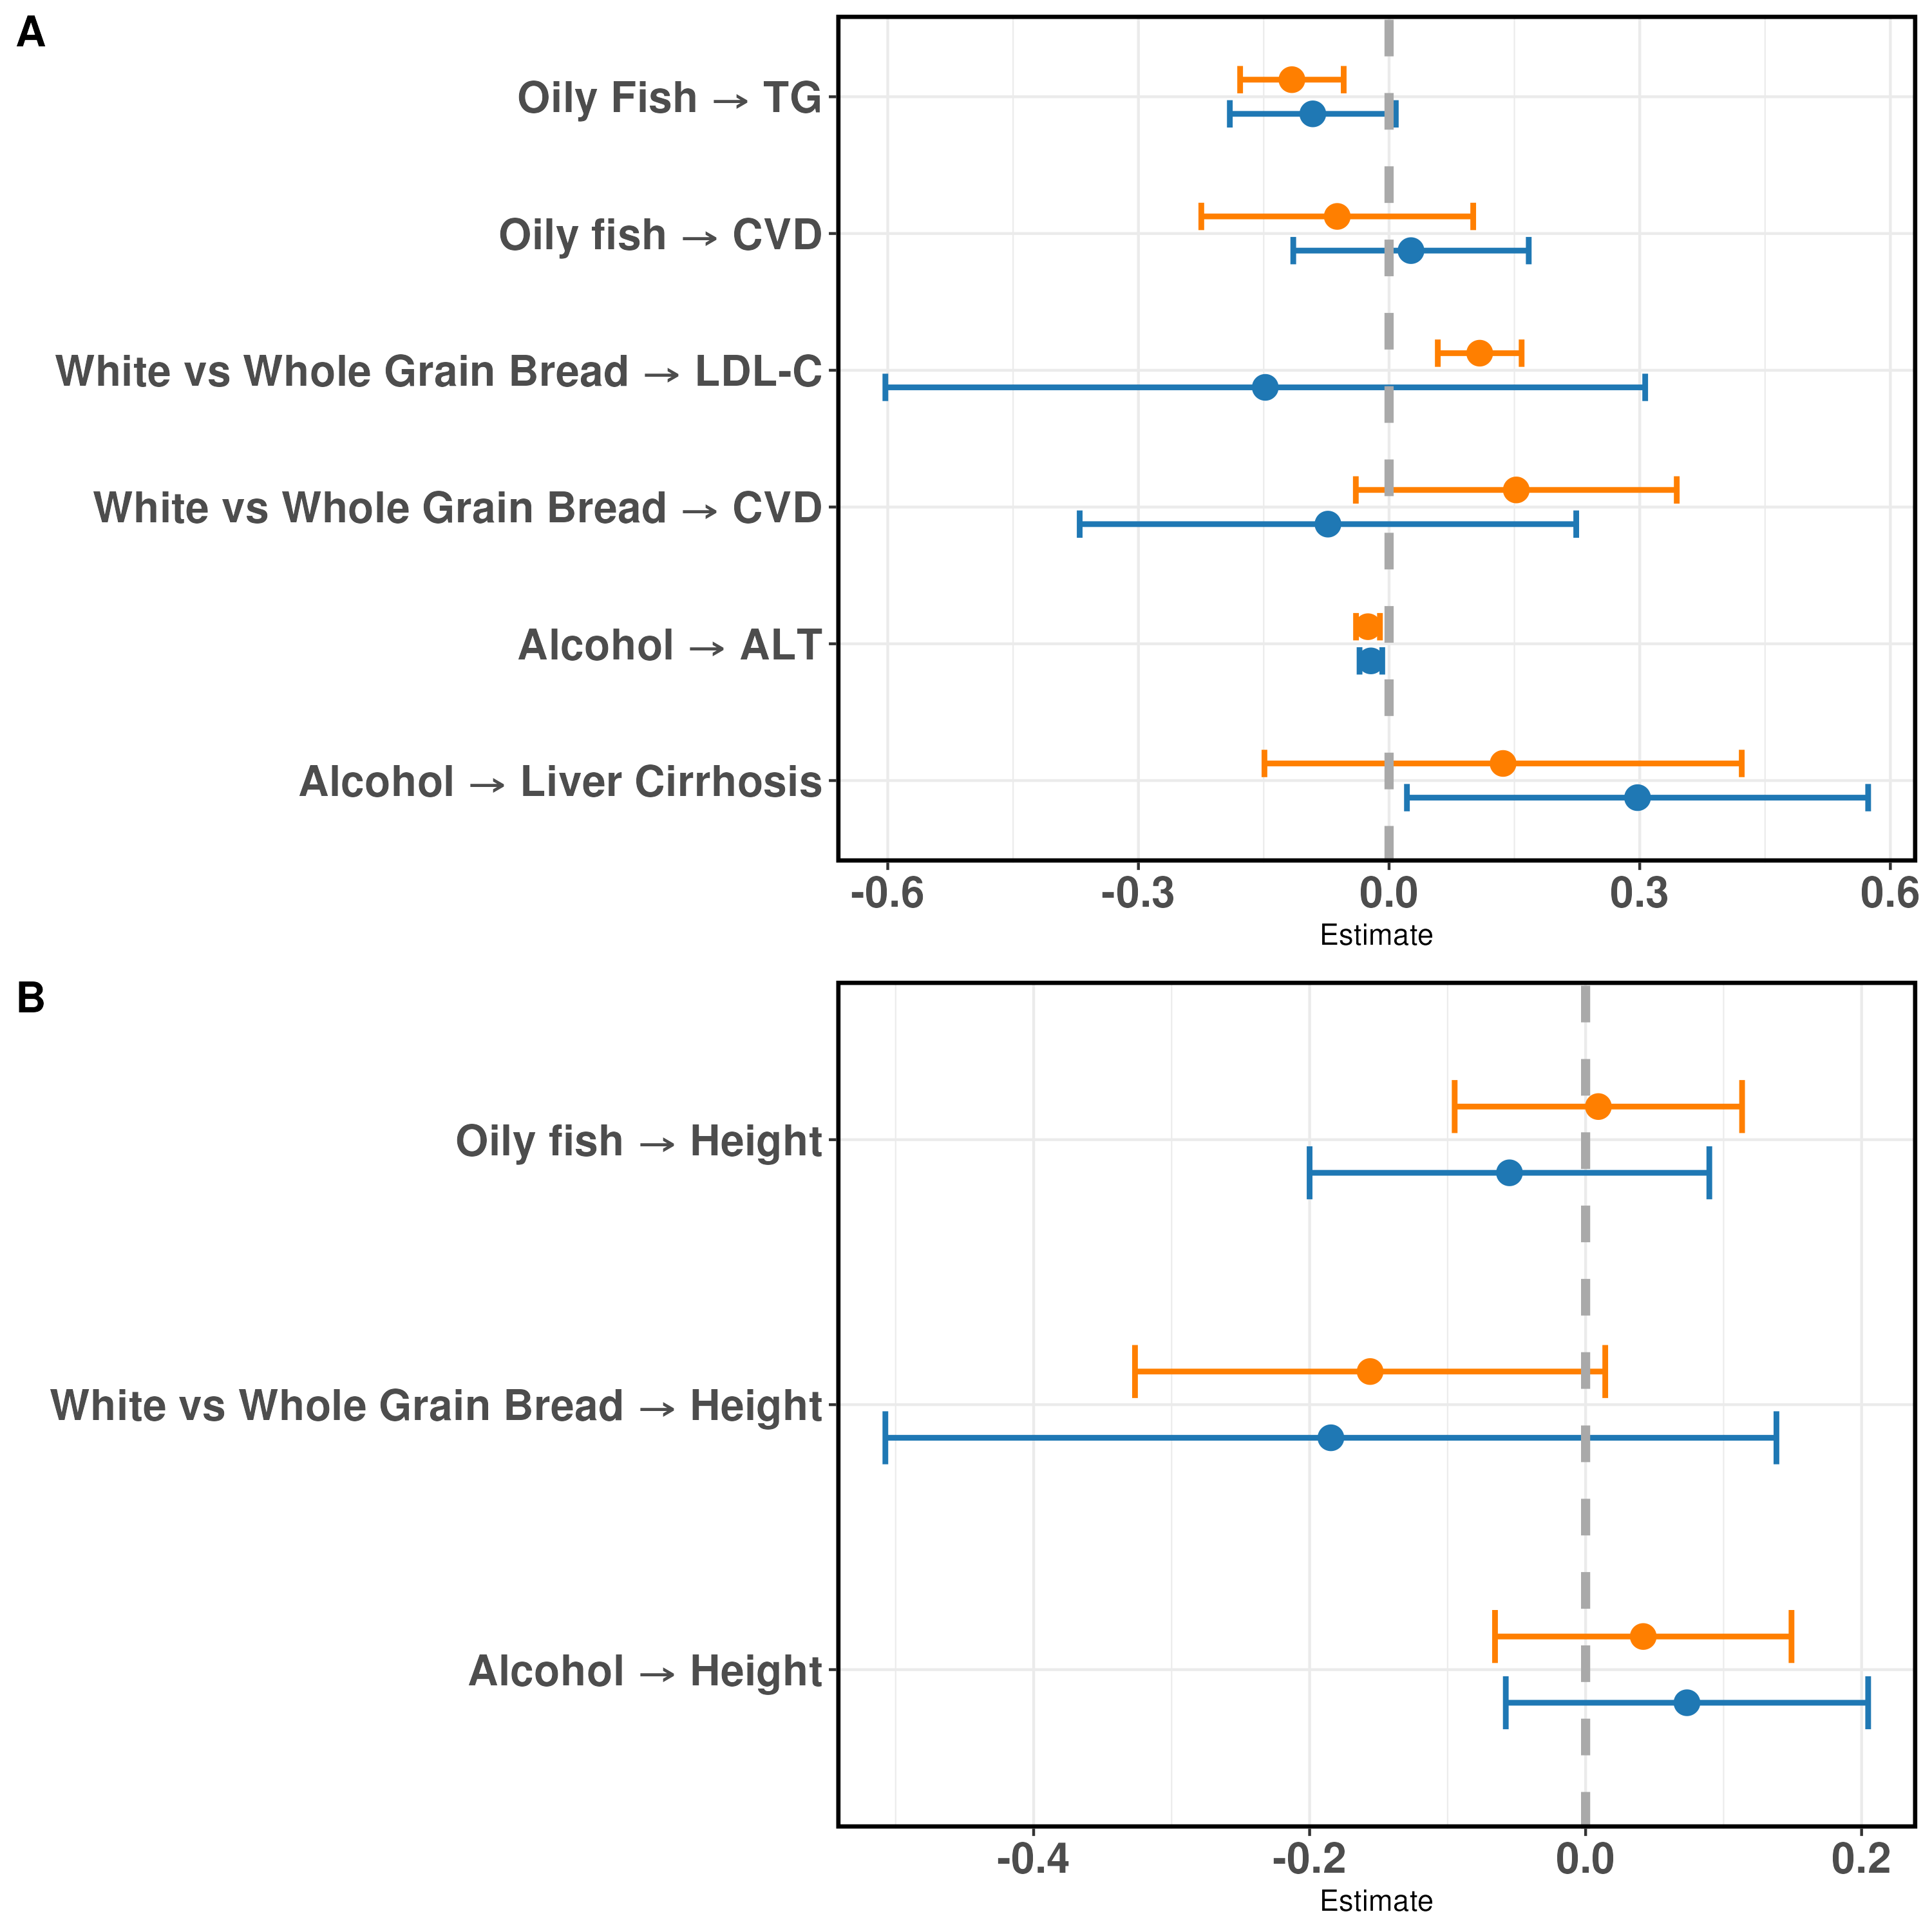 A
Oily Fish → TG
Oily fish → CVD
White vs Whole Grain Bread → LDL-C
White vs Whole Grain Bread → CVD
Alcohol → ALT
Alcohol → Liver Cirrhosis
-0.6 -0.3 0.0 0.3 0.6
Estimate
B
Oily fish → Height
White vs Whole Grain Bread → Height
Alcohol → Height
-0.4 -0.2 0.0 0.2
Estimate